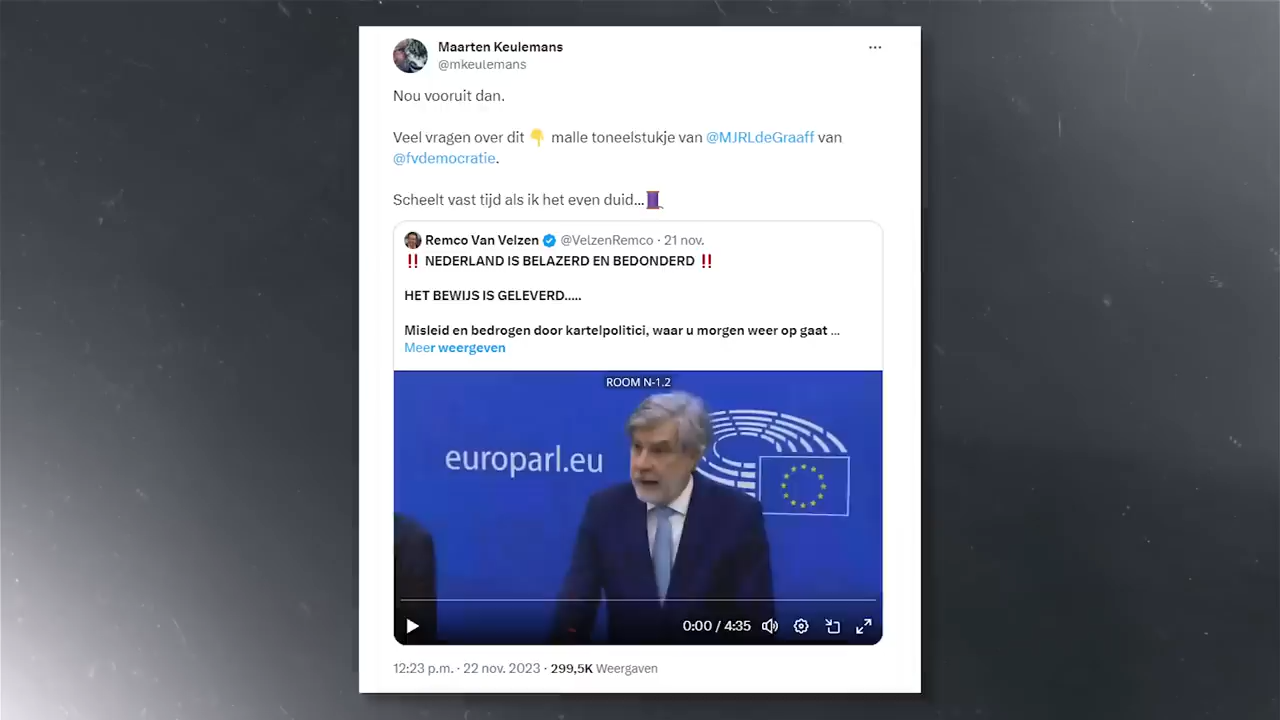 Maarten Keulemans
@mkeulemans
Nou vooruit dan.
Veel vragen over dit 👇 malle toneelstukje van @MJRLdeGraaff van
@fvdemocratie.
Scheelt vast tijd als ik het even duid...🧵
Remco Van Velzen @VelzenRemco · 21 nov.
‼️ NEDERLAND IS BELAZERD EN BEDONDERD ‼️
HET BEWIJS IS GELEVERD.....
Misleid en bedrogen door kartelpolitici, waar u morgen weer op gaat ...
Meer weergeven
ROOM N-1.2
europarl.eu
0:00 / 4:35
12:23 p.m. · 22 nov. 2023 · 299,5K Weergaven